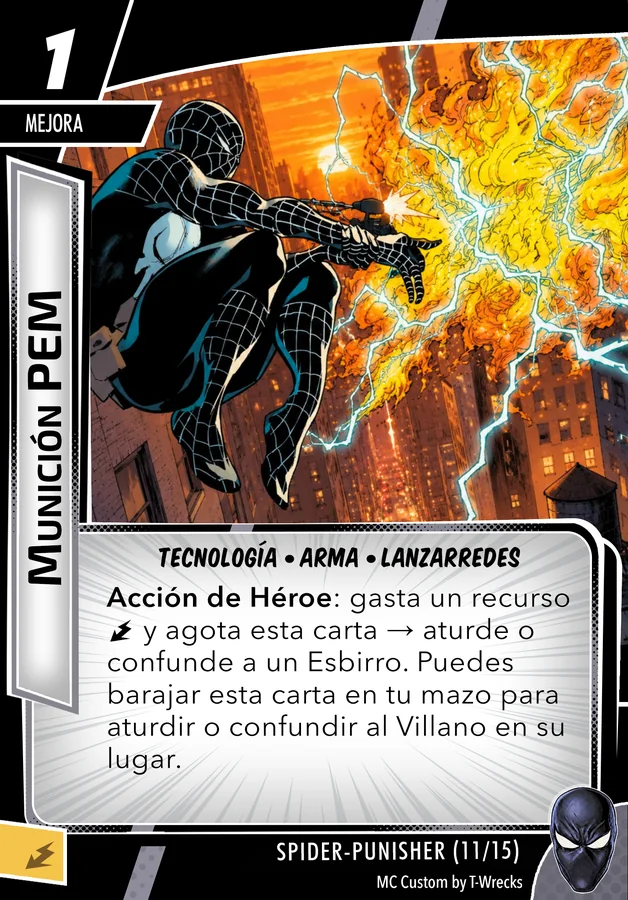 1
MEJORA
MUNICIÓN PEM
TECNOLOGÍA • ARMA • LANZARREDES
Acción de Héroe: gasta un recurso
y agota esta carta → aturde o
confunde a un Esbirro. Puedes
barajar esta carta en tu mazo para
aturdir o confundir al Villano en su
lugar.
SPIDER-PUNISHER (11/15)
MC Custom by T-Wrecks